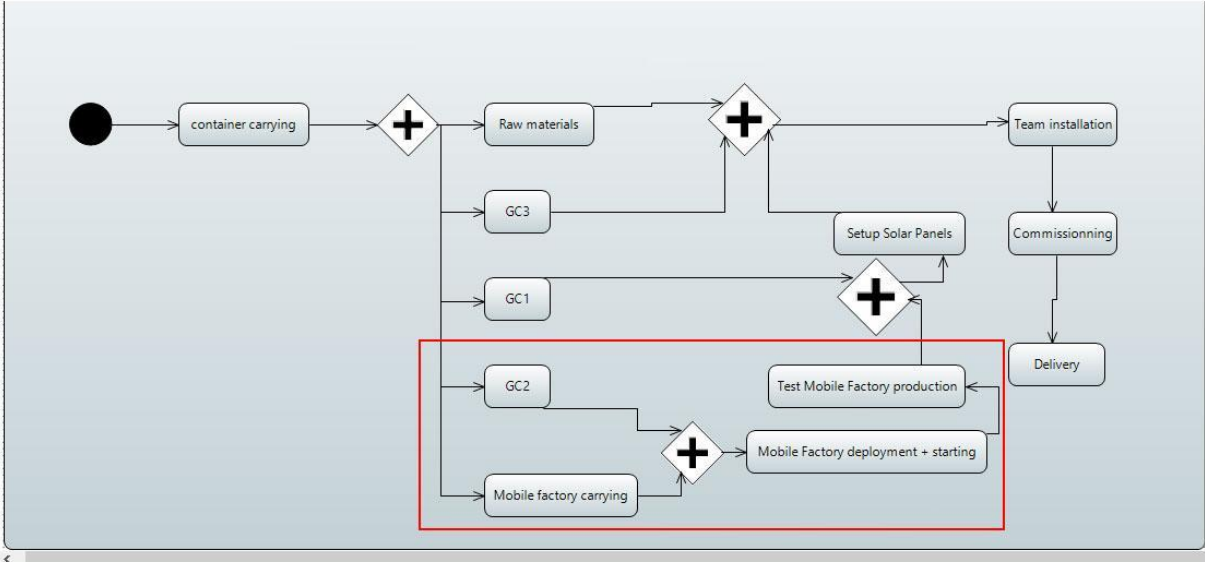 container carrying
Raw materials
Team installation
GC3
Setup Solar Panels
Commissionning
GC1
GC2
Test Mobile Factory production
Delivery
Mobile Factory deployment + starting
Mobile factory carrying